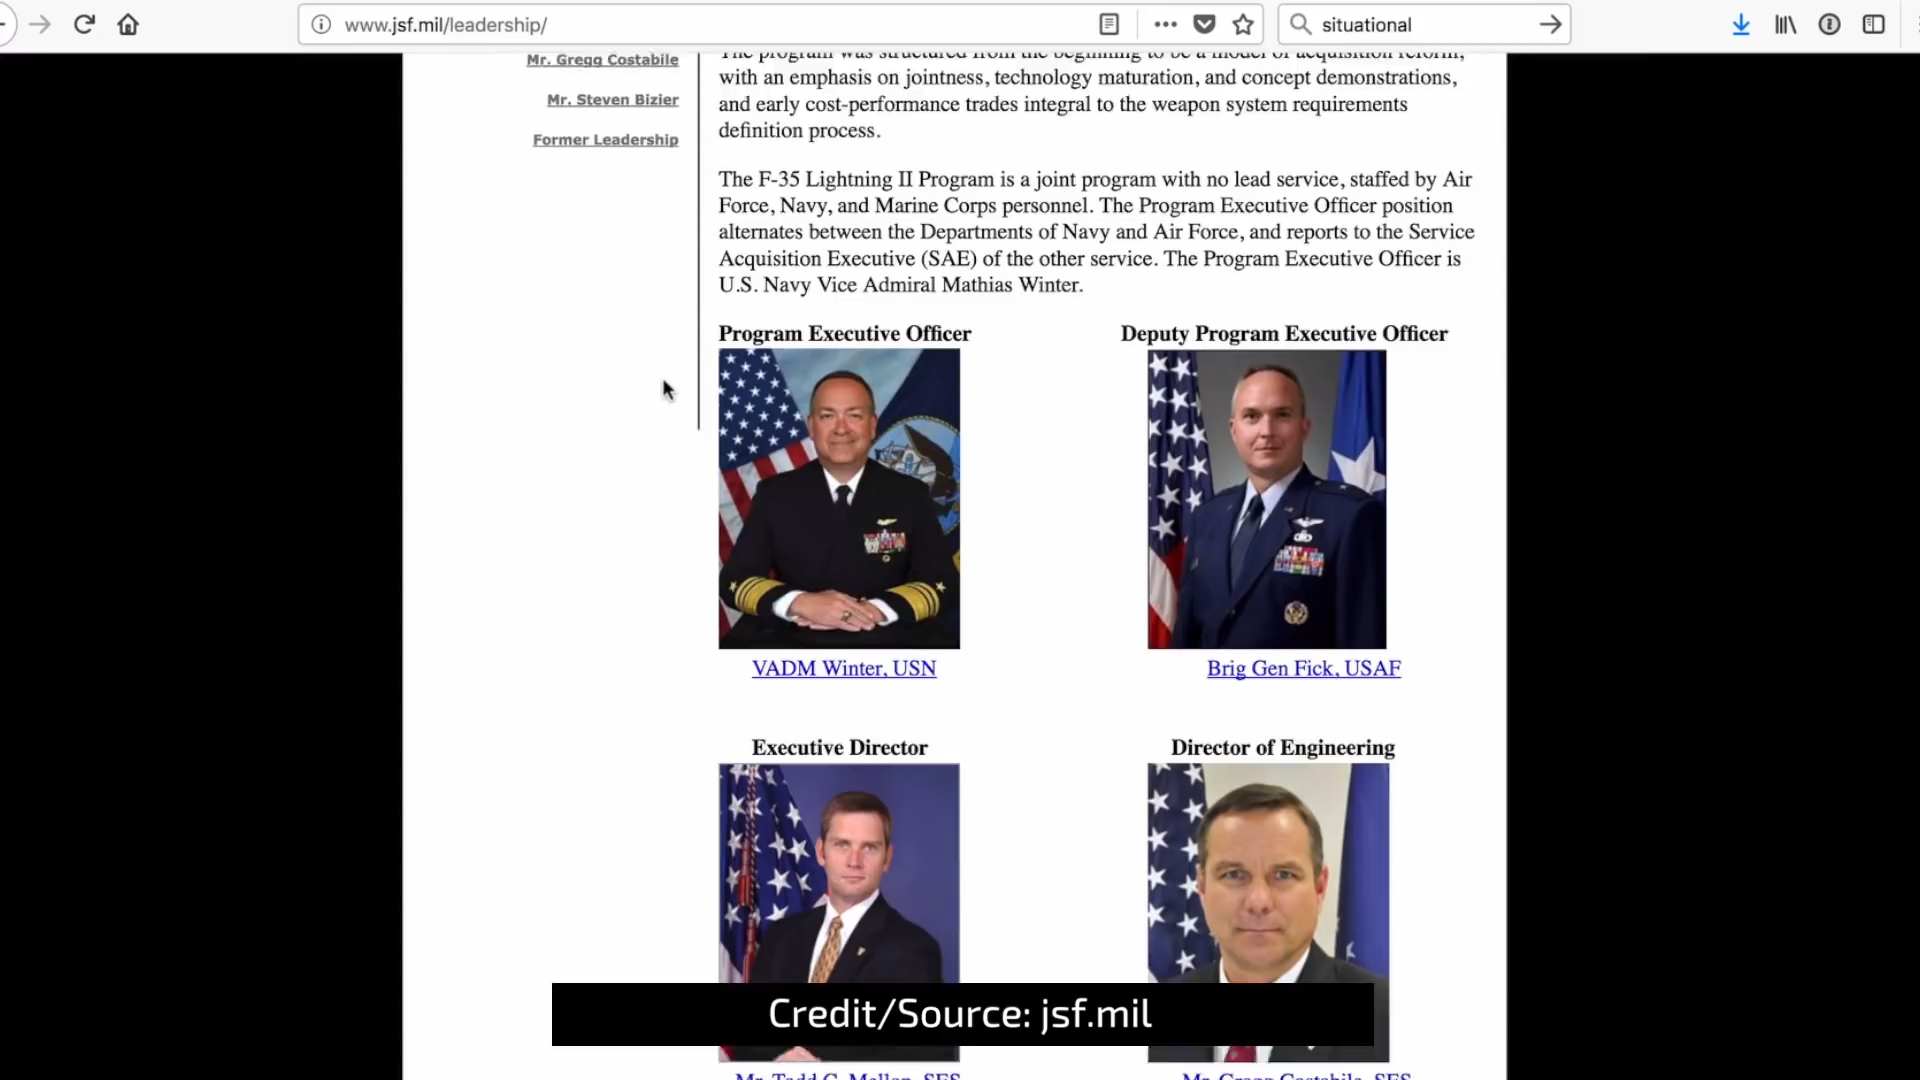 www.jsf.mil/leadership/
situational
Mr. Gregg Costabile
Mr. Steven Bizier
Former Leadership
The program was structured from the beginning to be a model of acquisition reform,
with an emphasis on jointness, technology maturation, and concept demonstrations,
and early cost-performance trades integral to the weapon system requirements
definition process.
The F-35 Lightning II Program is a joint program with no lead service, staffed by Air
Force, Navy, and Marine Corps personnel. The Program Executive Officer position
alternates between the Departments of Navy and Air Force, and reports to the Service
Acquisition Executive (SAE) of the other service. The Program Executive Officer is
U.S. Navy Vice Admiral Mathias Winter.
Program Executive Officer
Deputy Program Executive Officer
VADM Winter, USN
Brig Gen Fick, USAF
Executive Director
Director of Engineering
Credit/Source: jsf.mil
Mr. Todd C. Mellon, SES
Mr. Gregg Costabile, SES